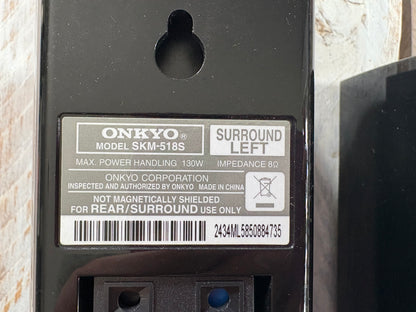 ONKYO®
MODEL SKM-518S
SURROUND
LEFT
MAX. POWER HANDLING 130W IMPEDANCE 8Ω
ONKYO CORPORATION
INSPECTED AND AUTHORIZED BY ONKYO MADE IN CHINA
NOT MAGNETICALLY SHIELDED
FOR REAR/SURROUND USE ONLY
2434ML5850884735